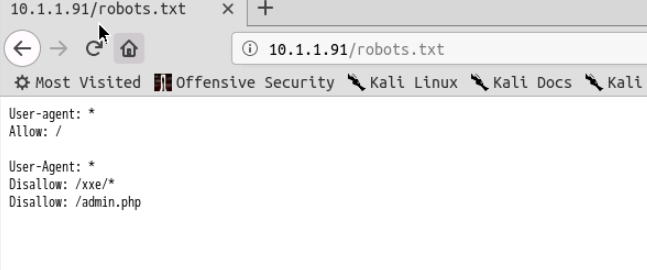 10.1.1.91/robots.txt
10.1.1.91/robots.txt
Most Visited Offensive Security Kali Linux Kali Docs Kali
User-agent: *
Allow: /
User-Agent: *
Disallow: /xxe/*
Disallow: /admin.php